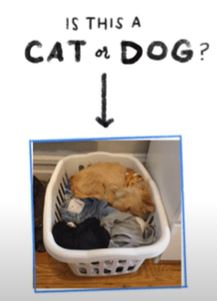 IS THIS A
CAT or DOG?